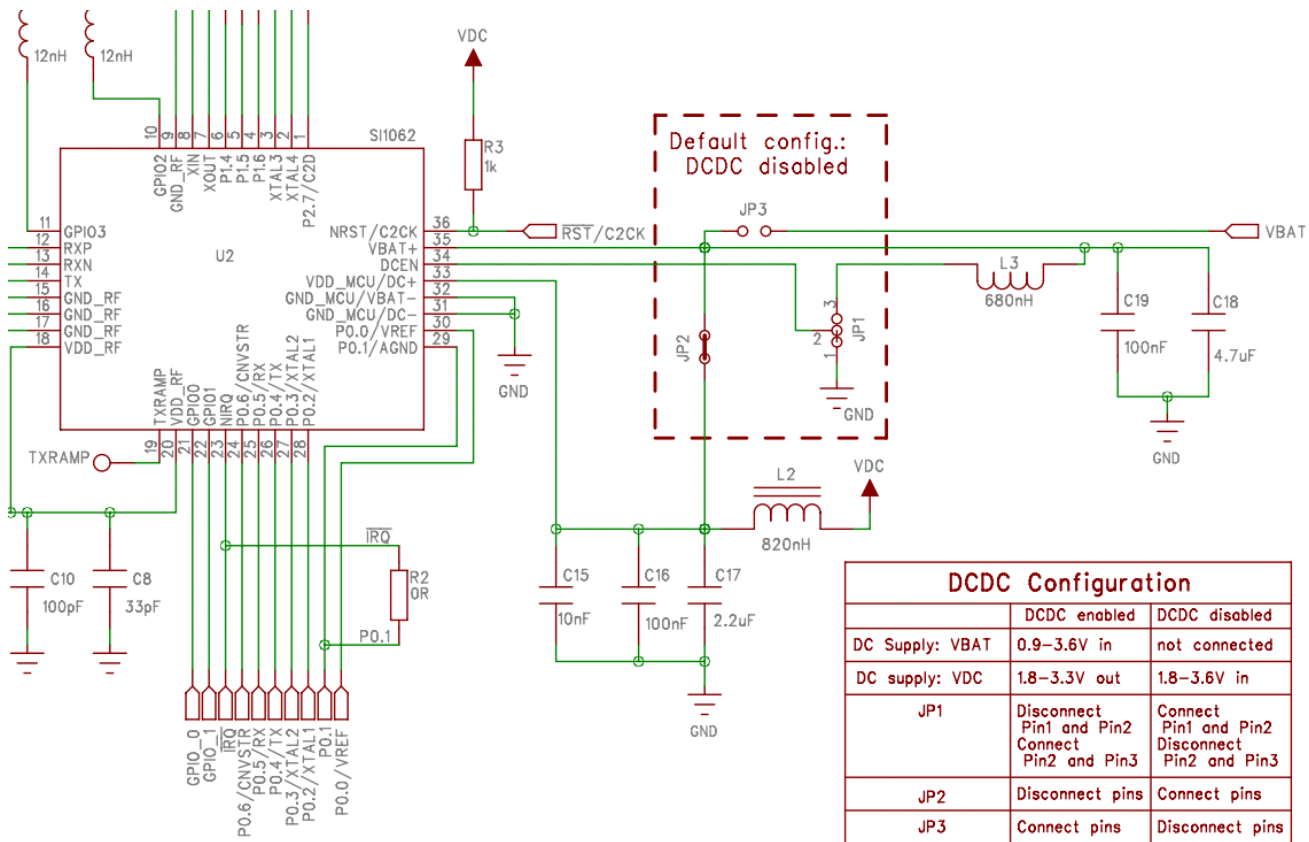 12nH
12nH
VDC
10
9
8
7
6
5
4
3
2
1
SI1062
GPIO2
GND_RF
XIN
XOUT
P1.4
P1.5
P1.6
XTAL3
XTAL4
P2.7/C2D
R3
1k
Default config.:
DCDC disabled
JP3
11 GPIO3
12 RXP
13 RXN
14 TX
15 GND_RF
16 GND_RF
17 GND_RF
18 VDD_RF
U2
NRST/C2CK 36
VBAT+ 35
DCEN 34
VDD_MCU/DC+ 33
GND_MCU/VBAT- 32
GND_MCU/DC- 31
P0.0/VREF 30
P0.1/AGND 29
RST/C2CK
VBAT
L3
680nH
JP2
3
2
1
JP1
GND
GND
C19
100nF
C18
4.7uF
GND
TXRAMP
VDD_RF
GPIO0
GPIO1
NIRQ
P0.6/CNVSTR
P0.5/RX
P0.4/TX
P0.3/XTAL2
P0.2/XTAL1
19
20
21
22
23
24
25
26
27
28
TXRAMP
VDC
L2
820nH
IRQ
R2
0R
P0.1
C10
100pF
C8
33pF
C15
10nF
C16
100nF
C17
2.2uF
GND
GPIO_0
GPIO_1
IRQ
P0.6/CNVSTR
P0.5/RX
P0.4/TX
P0.3/XTAL2
P0.2/XTAL1
P0.1
P0.0/VREF
DCDC Configuration
DCDC enabled DCDC disabled
DC Supply: VBAT 0.9-3.6V in not connected
DC supply: VDC 1.8-3.3V out 1.8-3.6V in
JP1 Disconnect Connect
Pin1 and Pin2 Pin1 and Pin2
Connect Disconnect
Pin2 and Pin3 Pin2 and Pin3
JP2 Disconnect pins Connect pins
JP3 Connect pins Disconnect pins